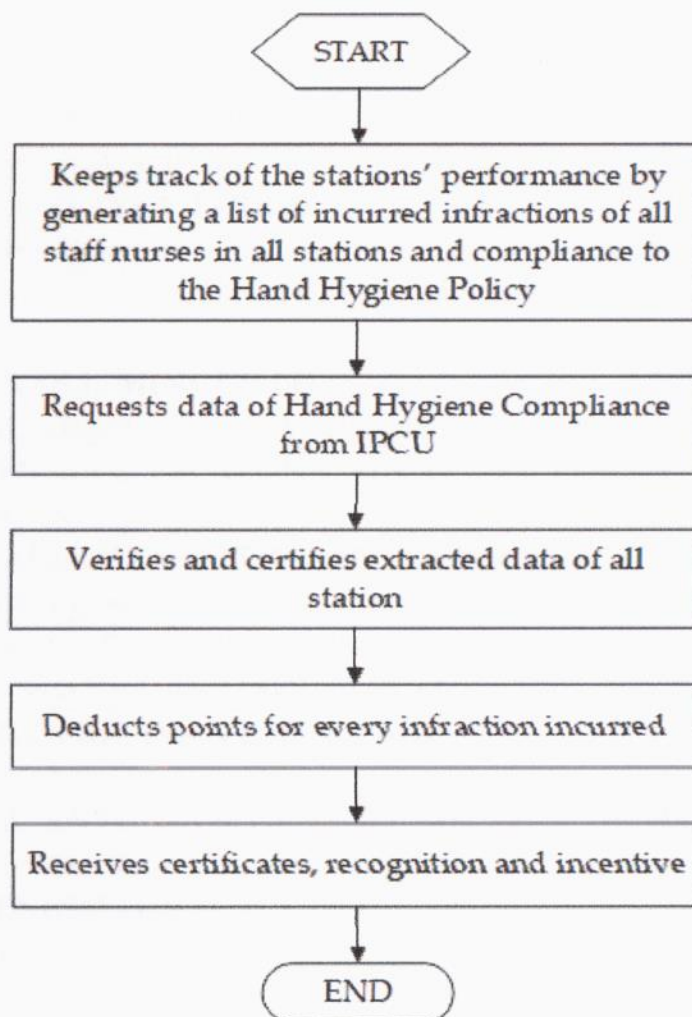 START
Keeps track of the stations' performance by
generating a list of incurred infractions of all
staff nurses in all stations and compliance to
the Hand Hygiene Policy
Requests data of Hand Hygiene Compliance
from IPCU
Verifies and certifies extracted data of all
station
Deducts points for every infraction incurred
Receives certificates, recognition and incentive
END